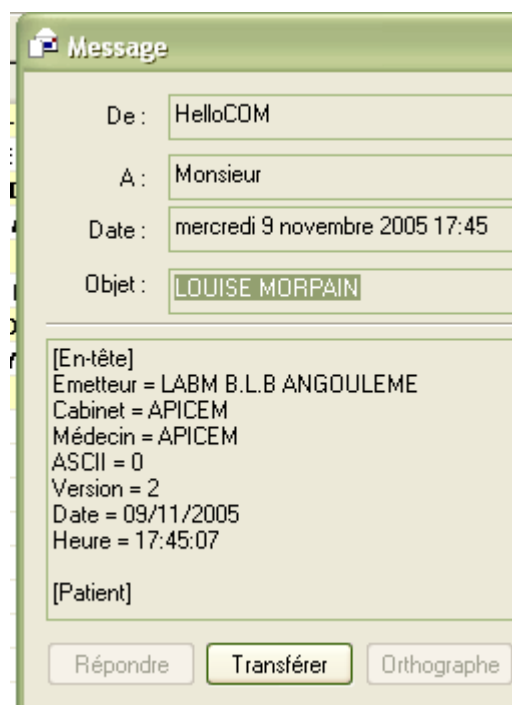 Message
De : HelloCOM
A : Monsieur
Date : mercredi 9 novembre 2005 17:45
Objet : LOUISE MORPAIN
[En-tête]
Emetteur = LABM B.L.B ANGOULEME
Cabinet = APICEM
Médecin = APICEM
ASCII = 0
Version = 2
Date = 09/11/2005
Heure = 17:45:07
[Patient]
Répondre Transférer Orthographe